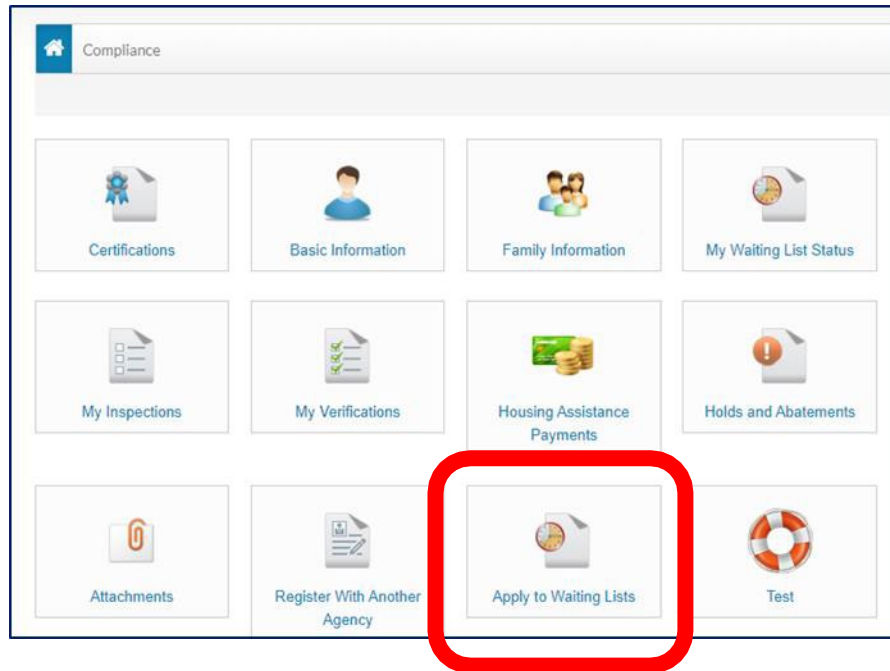 Compliance
Certifications
Basic Information
Family Information
My Waiting List Status
My Inspections
My Verifications
Housing Assistance
Payments
Holds and Abatements
Attachments
Register With Another
Agency
Apply to Waiting Lists
Test